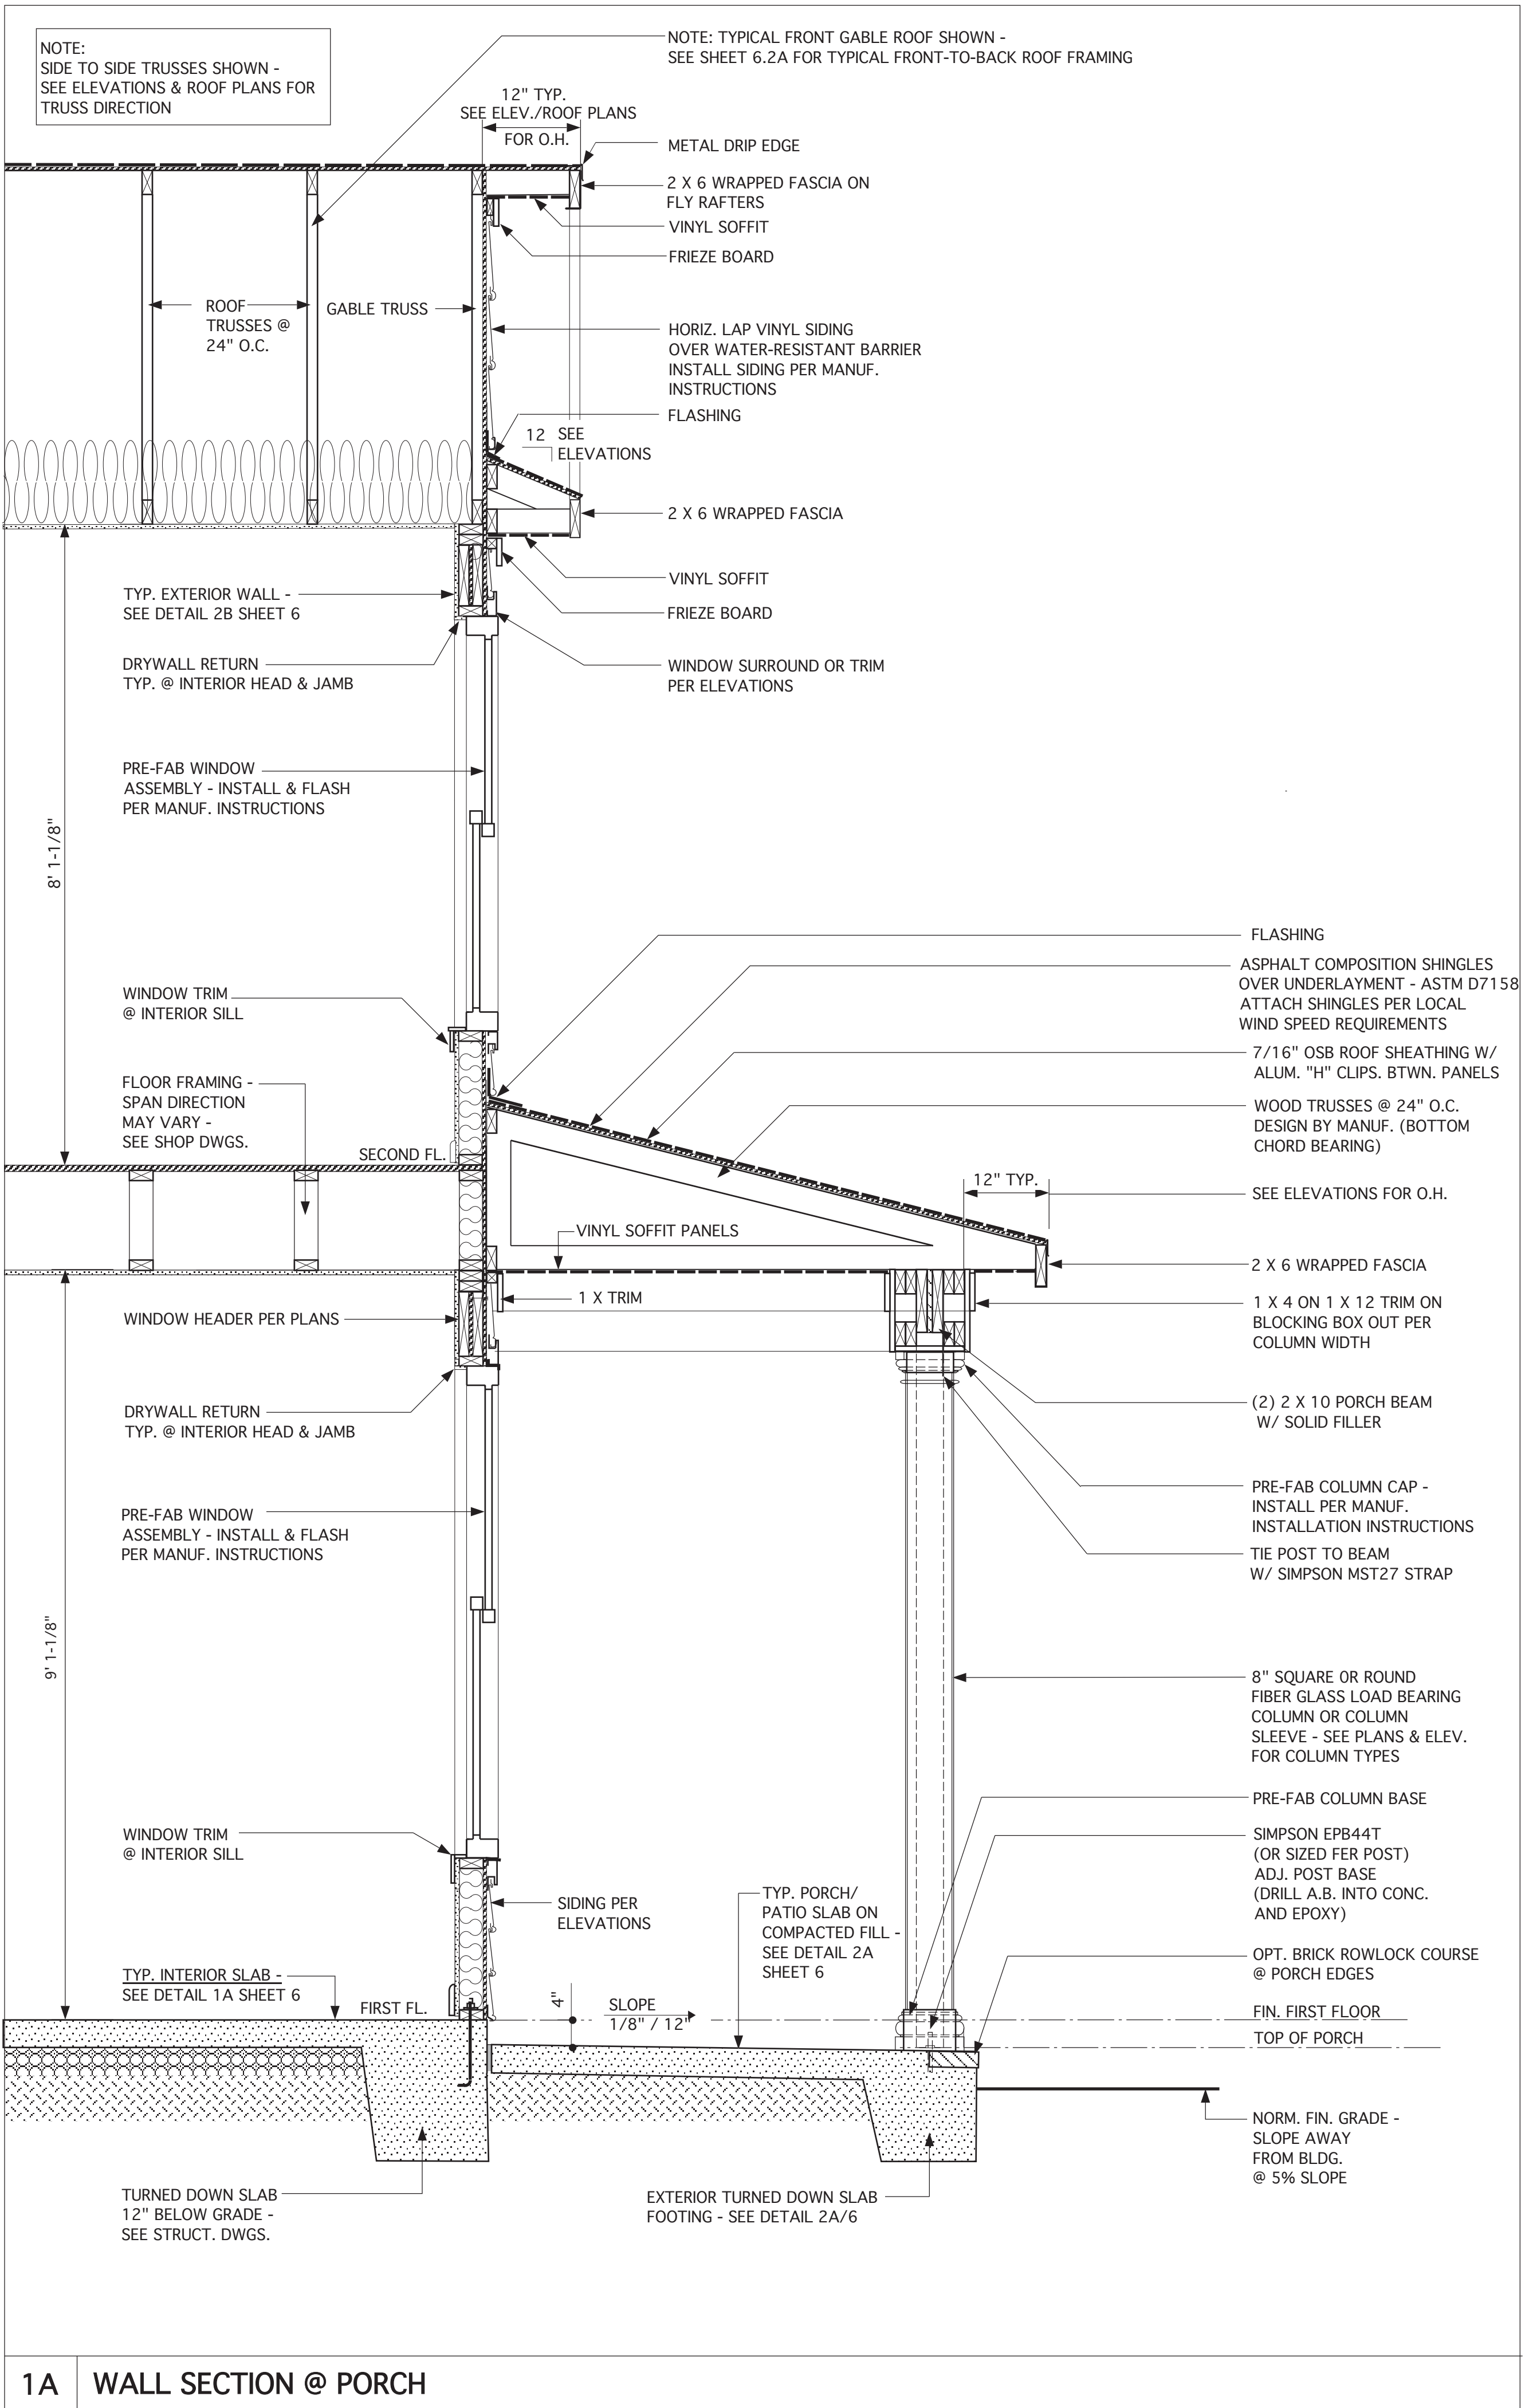 NOTE:
SIDE TO SIDE TRUSSES SHOWN -
SEE ELEVATIONS & ROOF PLANS FOR
TRUSS DIRECTION
NOTE: TYPICAL FRONT GABLE ROOF SHOWN -
SEE SHEET 6.2A FOR TYPICAL FRONT-TO-BACK ROOF FRAMING
12" TYP.
SEE ELEV./ROOF PLANS
FOR O.H.
METAL DRIP EDGE
2 X 6 WRAPPED FASCIA ON
FLY RAFTERS
VINYL SOFFIT
FRIEZE BOARD
ROOF
TRUSSES @
24" O.C.
GABLE TRUSS
HORIZ. LAP VINYL SIDING
OVER WATER-RESISTANT BARRIER
INSTALL SIDING PER MANUF.
INSTRUCTIONS
FLASHING
12
SEE
ELEVATIONS
2 X 6 WRAPPED FASCIA
VINYL SOFFIT
FRIEZE BOARD
TYP. EXTERIOR WALL -
SEE DETAIL 2B SHEET 6
DRYWALL RETURN
TYP. @ INTERIOR HEAD & JAMB
WINDOW SURROUND OR TRIM
PER ELEVATIONS
PRE-FAB WINDOW
ASSEMBLY - INSTALL & FLASH
PER MANUF. INSTRUCTIONS
8' 1-1/8"
WINDOW TRIM
@ INTERIOR SILL
FLOOR FRAMING -
SPAN DIRECTION
MAY VARY -
SEE SHOP DWGS.
SECOND FL.
FLASHING
ASPHALT COMPOSITION SHINGLES
OVER UNDERLAYMENT - ASTM D7158
ATTACH SHINGLES PER LOCAL
WIND SPEED REQUIREMENTS
7/16" OSB ROOF SHEATHING W/
ALUM. "H" CLIPS. BTWN. PANELS
WOOD TRUSSES @ 24" O.C.
DESIGN BY MANUF. (BOTTOM
CHORD BEARING)
12" TYP.
SEE ELEVATIONS FOR O.H.
VINYL SOFFIT PANELS
2 X 6 WRAPPED FASCIA
1 X TRIM
1 X 4 ON 1 X 12 TRIM ON
BLOCKING BOX OUT PER
COLUMN WIDTH
WINDOW HEADER PER PLANS
DRYWALL RETURN
TYP. @ INTERIOR HEAD & JAMB
(2) 2 X 10 PORCH BEAM
W/ SOLID FILLER
PRE-FAB COLUMN CAP -
INSTALL PER MANUF.
INSTALLATION INSTRUCTIONS
TIE POST TO BEAM
W/ SIMPSON MST27 STRAP
PRE-FAB WINDOW
ASSEMBLY - INSTALL & FLASH
PER MANUF. INSTRUCTIONS
9' 1-1/8"
8" SQUARE 0R ROUND
FIBER GLASS LOAD BEARING
COLUMN OR COLUMN
SLEEVE - SEE PLANS & ELEV.
FOR COLUMN TYPES
PRE-FAB COLUMN BASE
WINDOW TRIM
@ INTERIOR SILL
SIMPSON EPB44T
(OR SIZED FER POST)
ADJ. POST BASE
(DRILL A.B. INTO CONC.
AND EPOXY)
SIDING PER
ELEVATIONS
TYP. PORCH/
PATIO SLAB ON
COMPACTED FILL -
SEE DETAIL 2A
SHEET 6
OPT. BRICK ROWLOCK COURSE
@ PORCH EDGES
TYP. INTERIOR SLAB -
SEE DETAIL 1A SHEET 6
FIRST FL.
4"
SLOPE
1/8" / 12"
FIN. FIRST FLOOR
TOP OF PORCH
NORM. FIN. GRADE -
SLOPE AWAY
FROM BLDG.
@ 5% SLOPE
TURNED DOWN SLAB
12" BELOW GRADE -
SEE STRUCT. DWGS.
EXTERIOR TURNED DOWN SLAB
FOOTING - SEE DETAIL 2A/6
1A
WALL SECTION @ PORCH